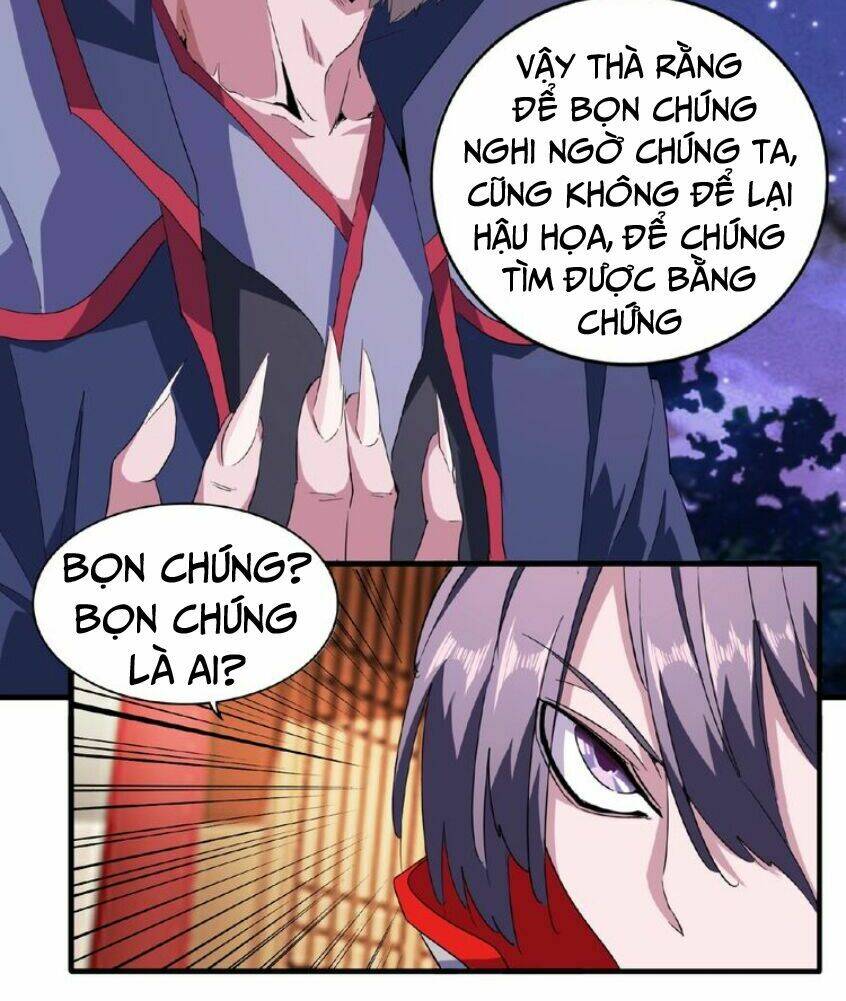 VẬY THÀ RẰNG
ĐỂ BỌN CHÚNG
NGHI NGỜ CHÚNG TA,
CŨNG KHÔNG ĐỂ LẠI
HẬU HỌA, ĐỂ CHÚNG
TÌM ĐƯỢC BẰNG
CHỨNG
BỌN CHÚNG?
BỌN CHÚNG
LÀ AI?